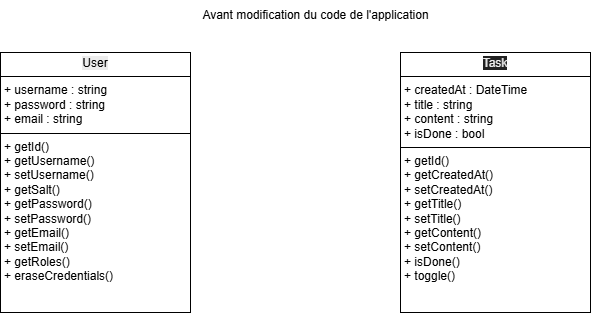 Avant modification du code de l'application
User
+ username : string
+ password : string
+ email : string
+ getId()
+ getUsername()
+ setUsername()
+ getSalt()
+ getPassword()
+ setPassword()
+ getEmail()
+ setEmail()
+ getRoles()
+ eraseCredentials()
Task
+ createdAt : DateTime
+ title : string
+ content : string
+ isDone : bool
+ getId()
+ getCreatedAt()
+ setCreatedAt()
+ getTitle()
+ setTitle()
+ getContent()
+ setContent()
+ isDone()
+ toggle()